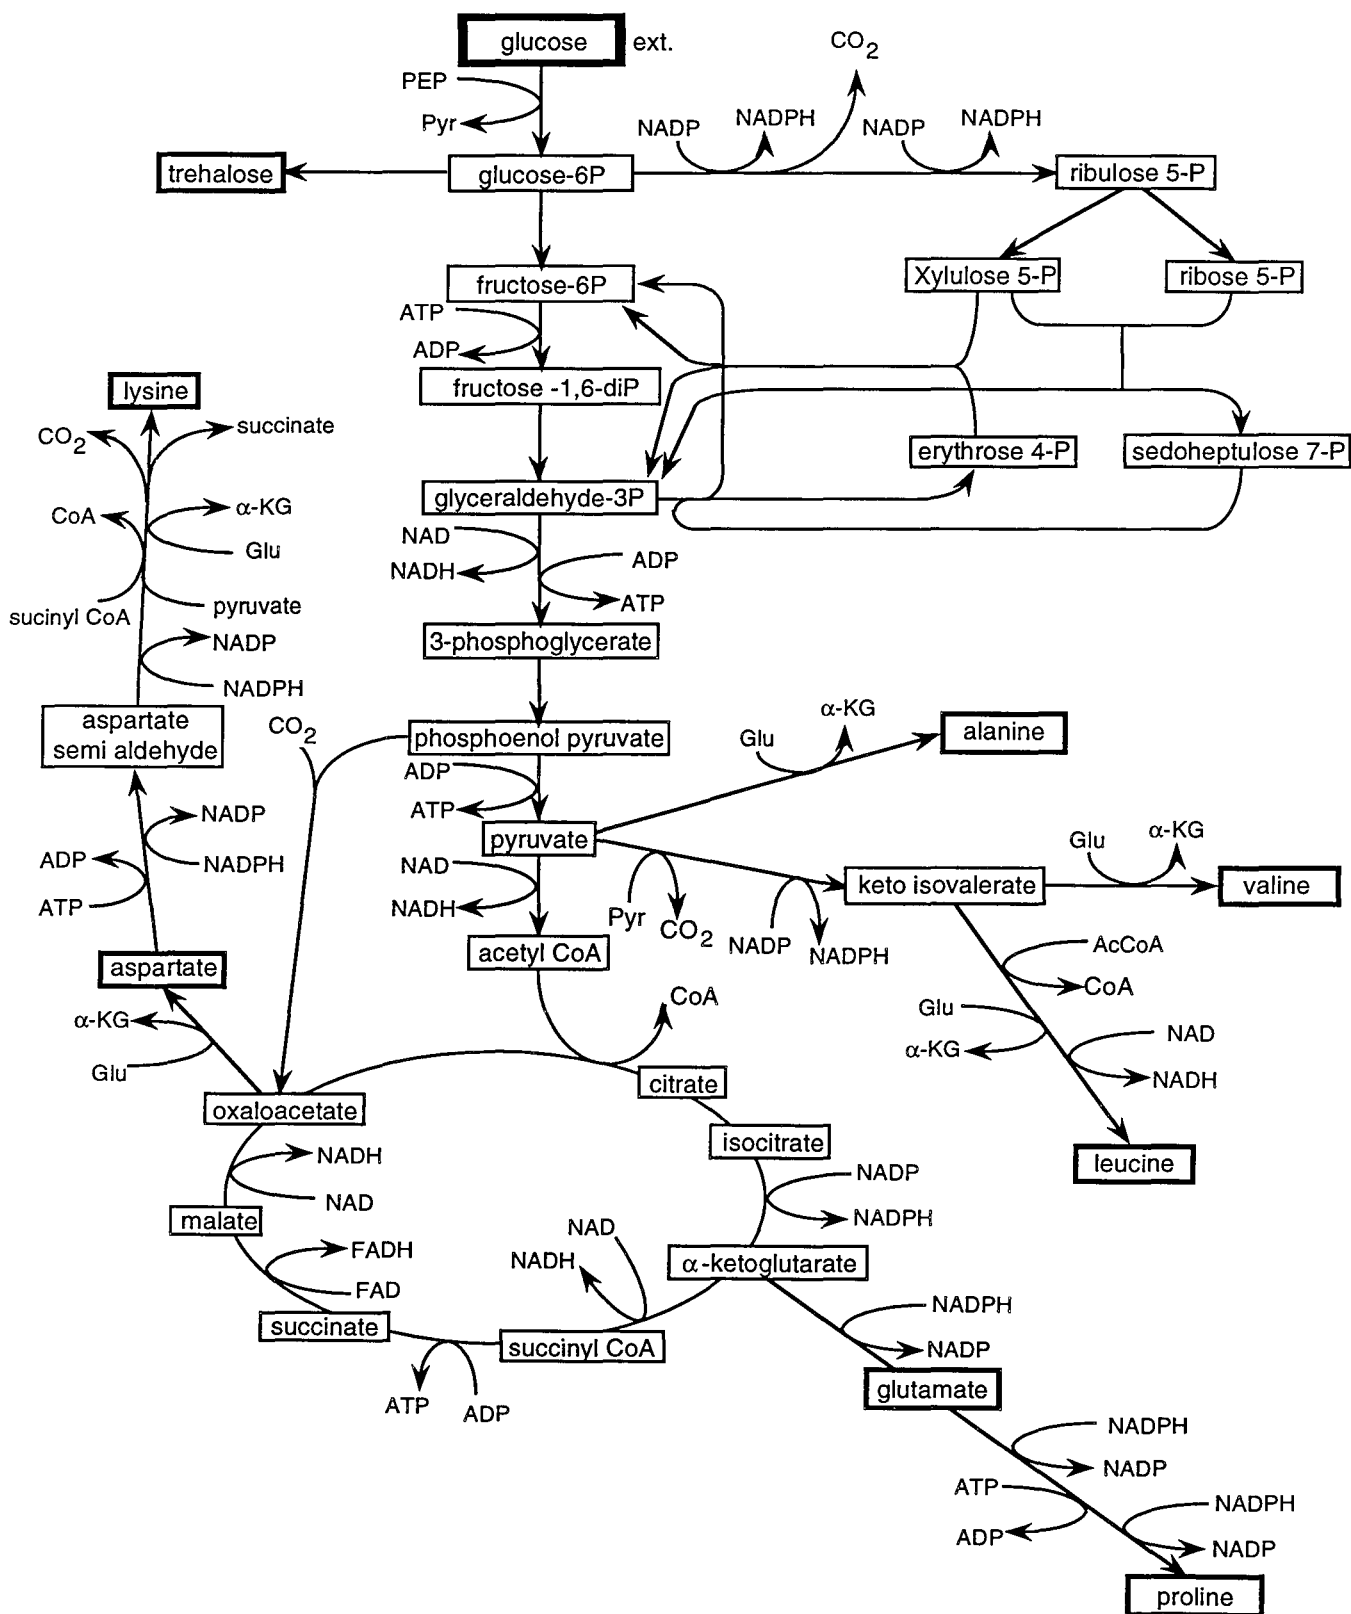 glucose ext.
CO2
PEP
Pyr
NADP NADPH NADP NADPH
trehalose glucose-6P ribulose 5-P
fructose-6P Xylulose 5-P ribose 5-P
ATP
ADP
fructose -1,6-diP
lysine
CO2 succinate
erythrose 4-P sedoheptulose 7-P
glyceraldehyde-3P
CoA α-KG
Glu
NAD
NADH
ADP
ATP
sucinyl CoA pyruvate
NADP
NADPH
3-phosphoglycerate
aspartate
semi aldehyde
CO2
phosphoenol pyruvate
Glu α-KG alanine
ADP
ATP
NADP
NADPH
ADP
ATP
pyruvate
NAD
NADH
Pyr CO2
NADP NADPH
keto isovalerate
Glu α-KG valine
acetyl CoA
aspartate
AcCoA
CoA
Glu
α-KG
NAD
NADH
leucine
α-KG
Glu
CoA
oxaloacetate citrate
isocitrate
NADH
NAD
NADP
NADPH
malate
FADH
FAD
NAD
NADH
α-ketoglutarate
succinate succinyl CoA
ATP ADP
NADPH
NADP
glutamate
NADPH
NADP
ATP
ADP
NADPH
NADP
proline